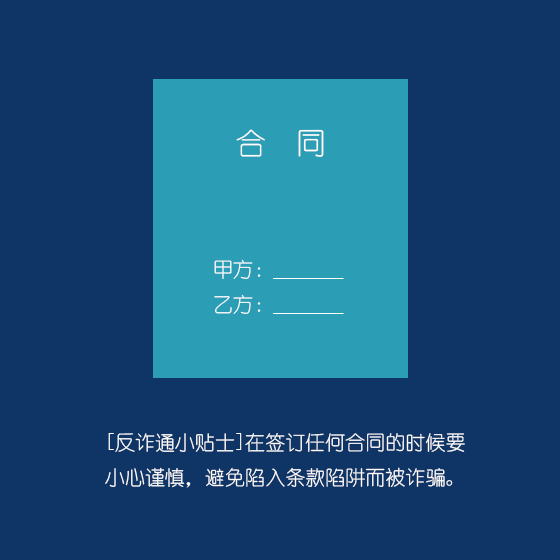 合 同
甲方：_______
乙方：_______
[反诈通小贴士]在签订任何合同的时候要
小心谨慎，避免陷入条款陷阱而被诈骗。